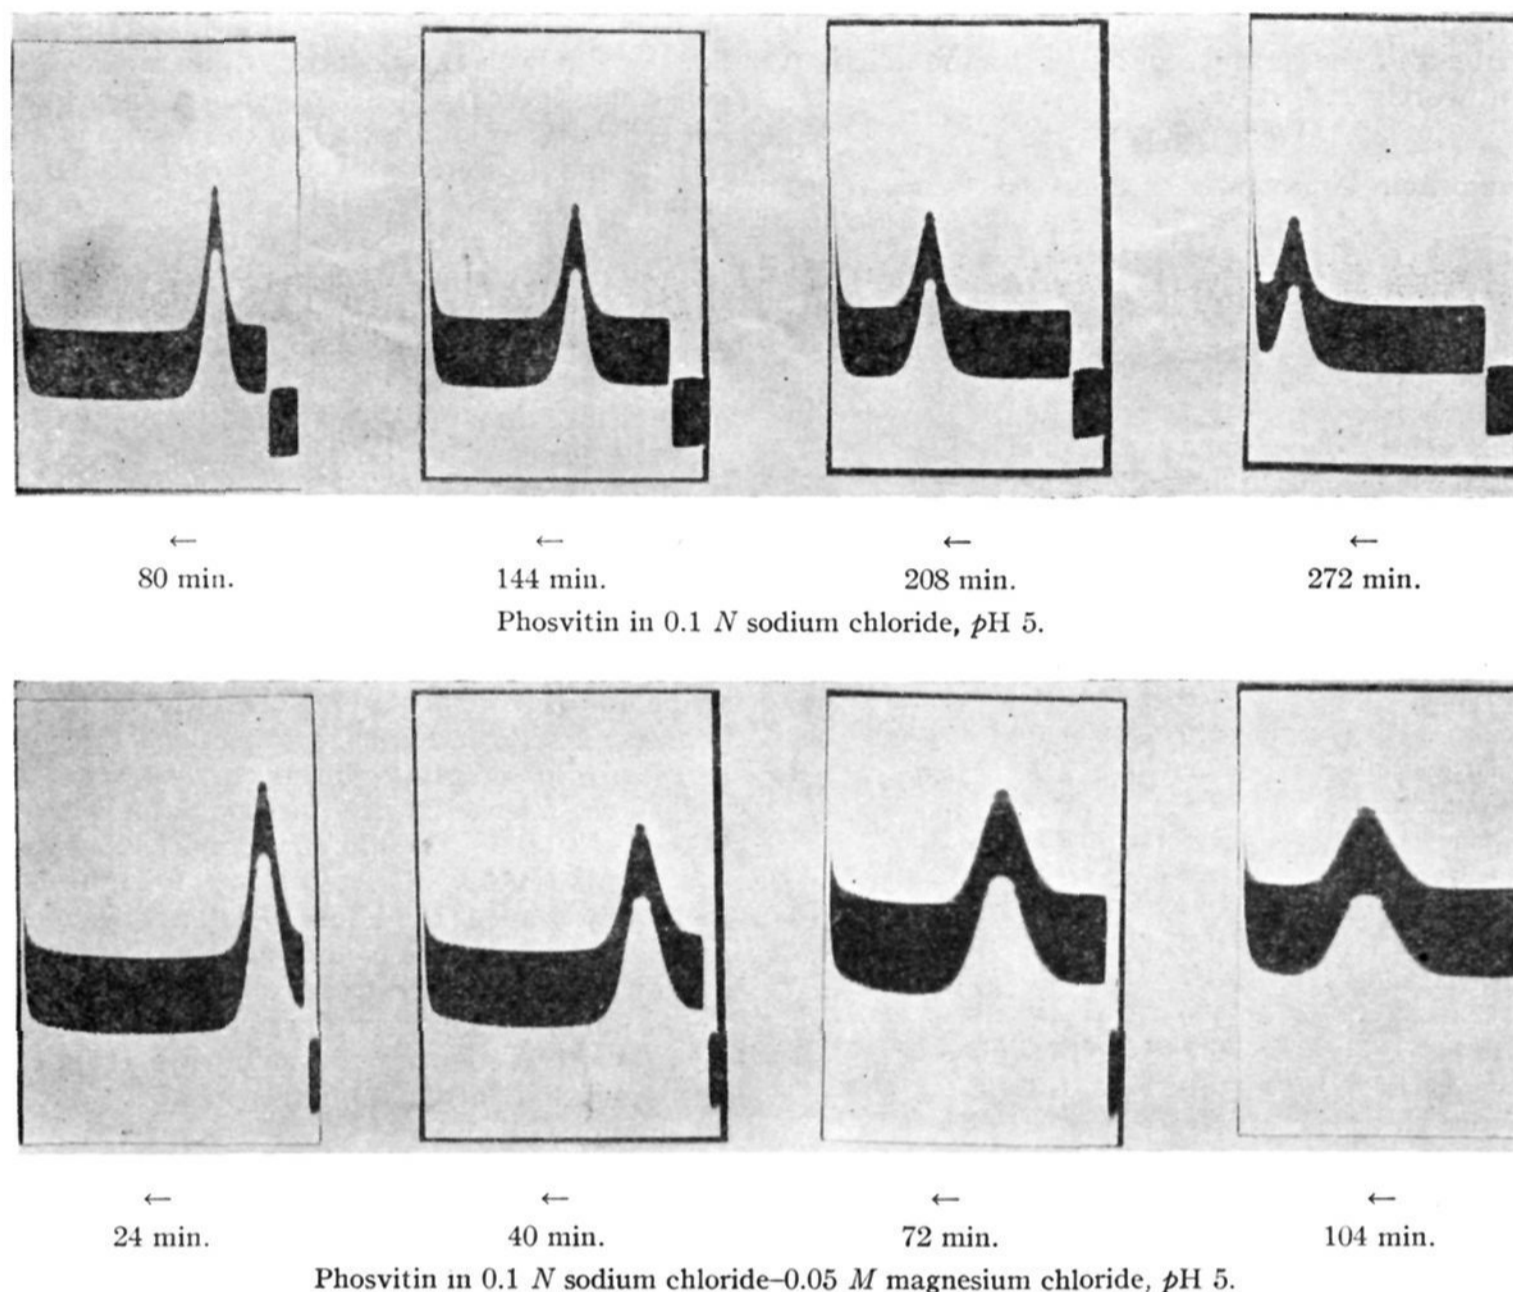 ← ← ← ←
80 min. 144 min. 208 min. 272 min.
Phosvitin in 0.1 N sodium chloride, pH 5.
← ← ← ←
24 min. 40 min. 72 min. 104 min.
Phosvitin in 0.1 N sodium chloride–0.05 M magnesium chloride, pH 5.